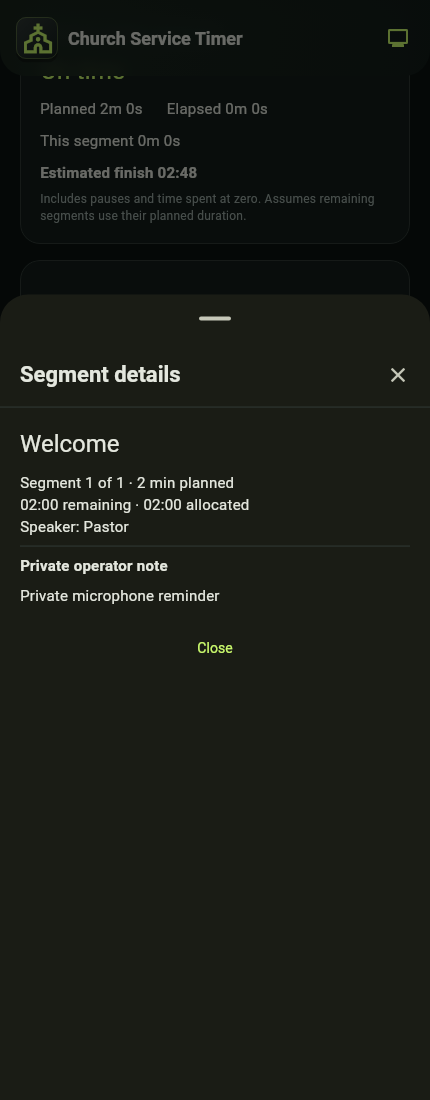 Church Service Timer
On time
Planned 2m 0s Elapsed 0m 0s
This segment 0m 0s
Estimated finish 02:48
Includes pauses and time spent at zero. Assumes remaining
segments use their planned duration.
Segment details
Welcome
Segment 1 of 1 · 2 min planned
02:00 remaining · 02:00 allocated
Speaker: Pastor
Private operator note
Private microphone reminder
Close